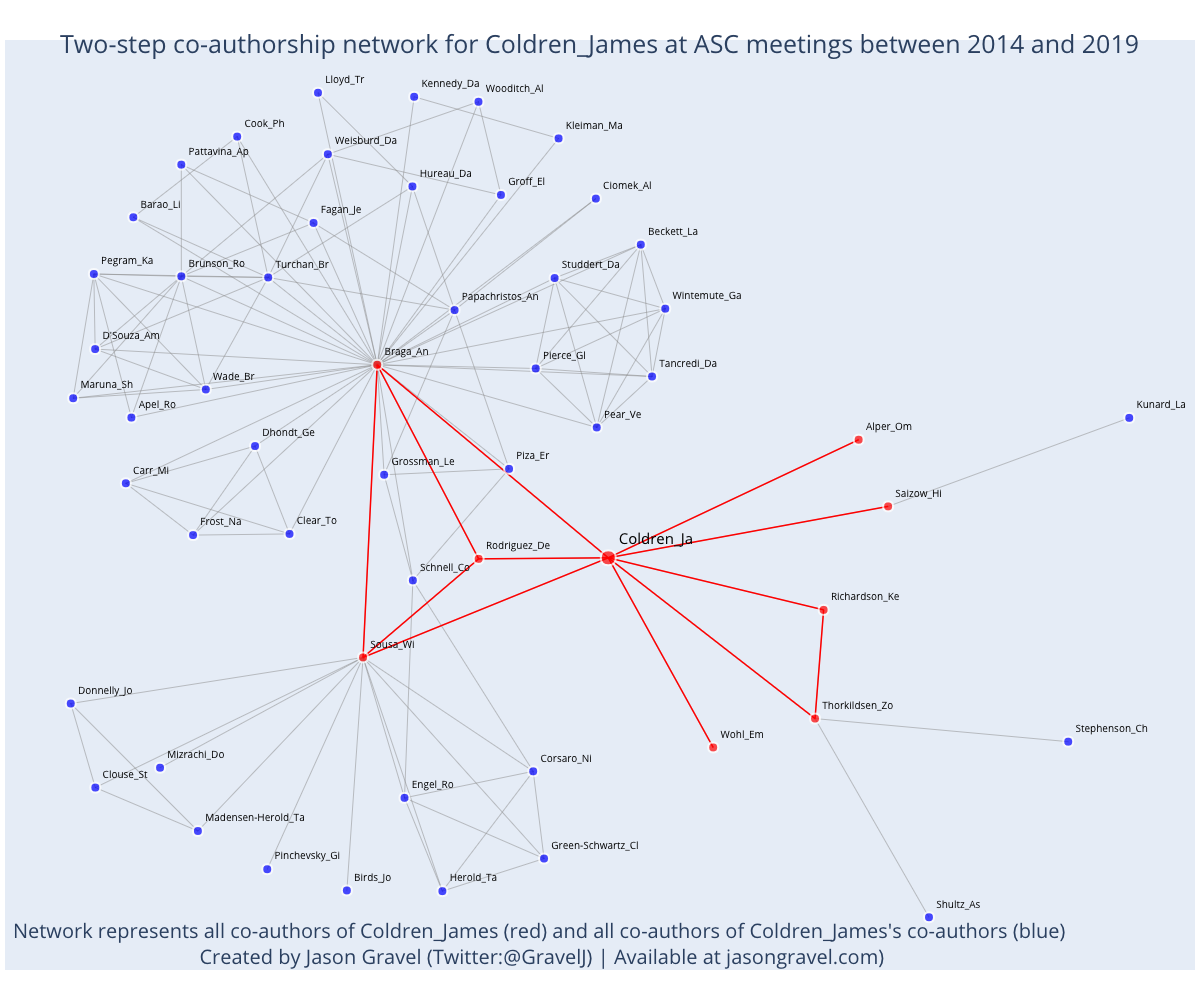 Two-step co-authorship network for Coldren_James at ASC meetings between 2014 and 2019
Lloyd_Tr
Kennedy_Da
Wooditch_Al
Cook_Ph
Kleiman_Ma
Weisburd_Da
Pattavina_Ap
Hureau_Da
Groff_El
Ciomek_Al
Barao_Li
Fagan_Je
Beckett_La
Pegram_Ka
Brunson_Ro
Turchan_Br
Studdert_Da
Papachristos_An
Wintemute_Ga
D'Souza_Am
Braga_An
Pierce_Gl
Tancredi_Da
Maruna_Sh
Wade_Br
Apel_Ro
Pear_Ve
Kunard_La
Alper_Om
Dhondt_Ge
Carr_Mi
Grossman_Le
Piza_Er
Saizow_Hi
Frost_Na
Clear_To
Coldren_Ja
Rodriguez_De
Schnell_Co
Richardson_Ke
Sousa_Wi
Donnelly_Jo
Thorkildsen_Zo
Stephenson_Ch
Wohl_Em
Mizrachi_Do
Corsaro_Ni
Clouse_St
Engel_Ro
Madensen-Herold_Ta
Green-Schwartz_Cl
Pinchevsky_Gi
Birds_Jo
Herold_Ta
Shultz_As
Network represents all co-authors of Coldren_James (red) and all co-authors of Coldren_James's co-authors (blue)
Created by Jason Gravel (Twitter:@GravelJ) | Available at jasongravel.com)